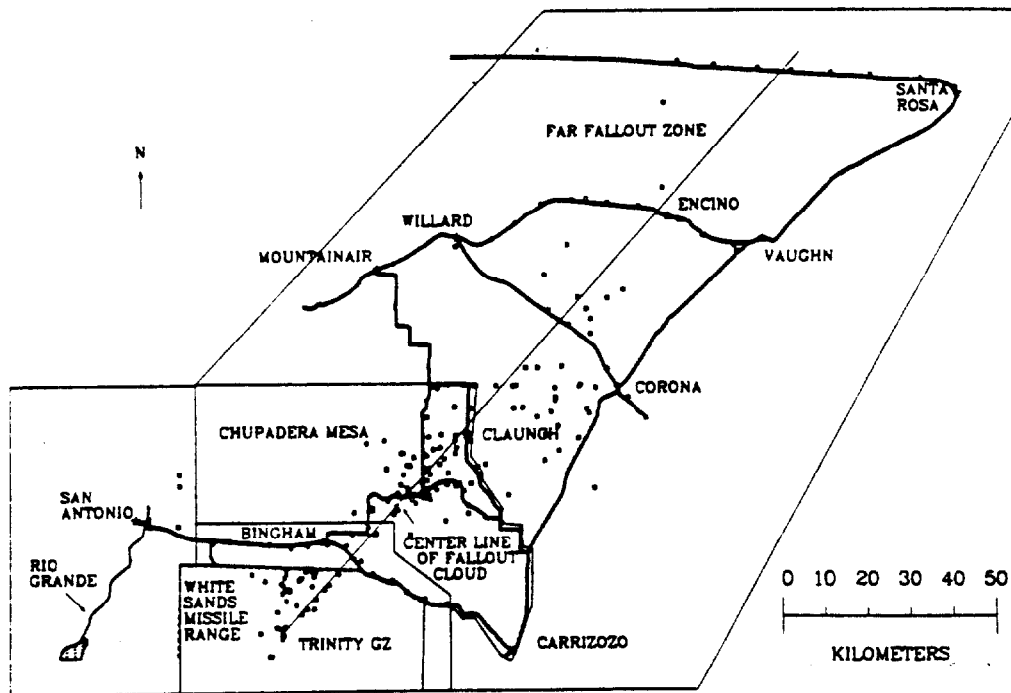 SANTA
ROSA
FAR FALLOUT ZONE
N
ENCINO
WILLARD
MOUNTAINAIR
VAUGHN
CORONA
CHUPADERA MESA
CLAUNCH
SAN
ANTONIO
BINGHAM
CENTER LINE
OF FALLOUT
CLOUD
RIO
GRANDE
WHITE
SANDS
MISSILE
RANGE
TRINITY GZ
CARRIZOZO
0 10 20 30 40 50
KILOMETERS